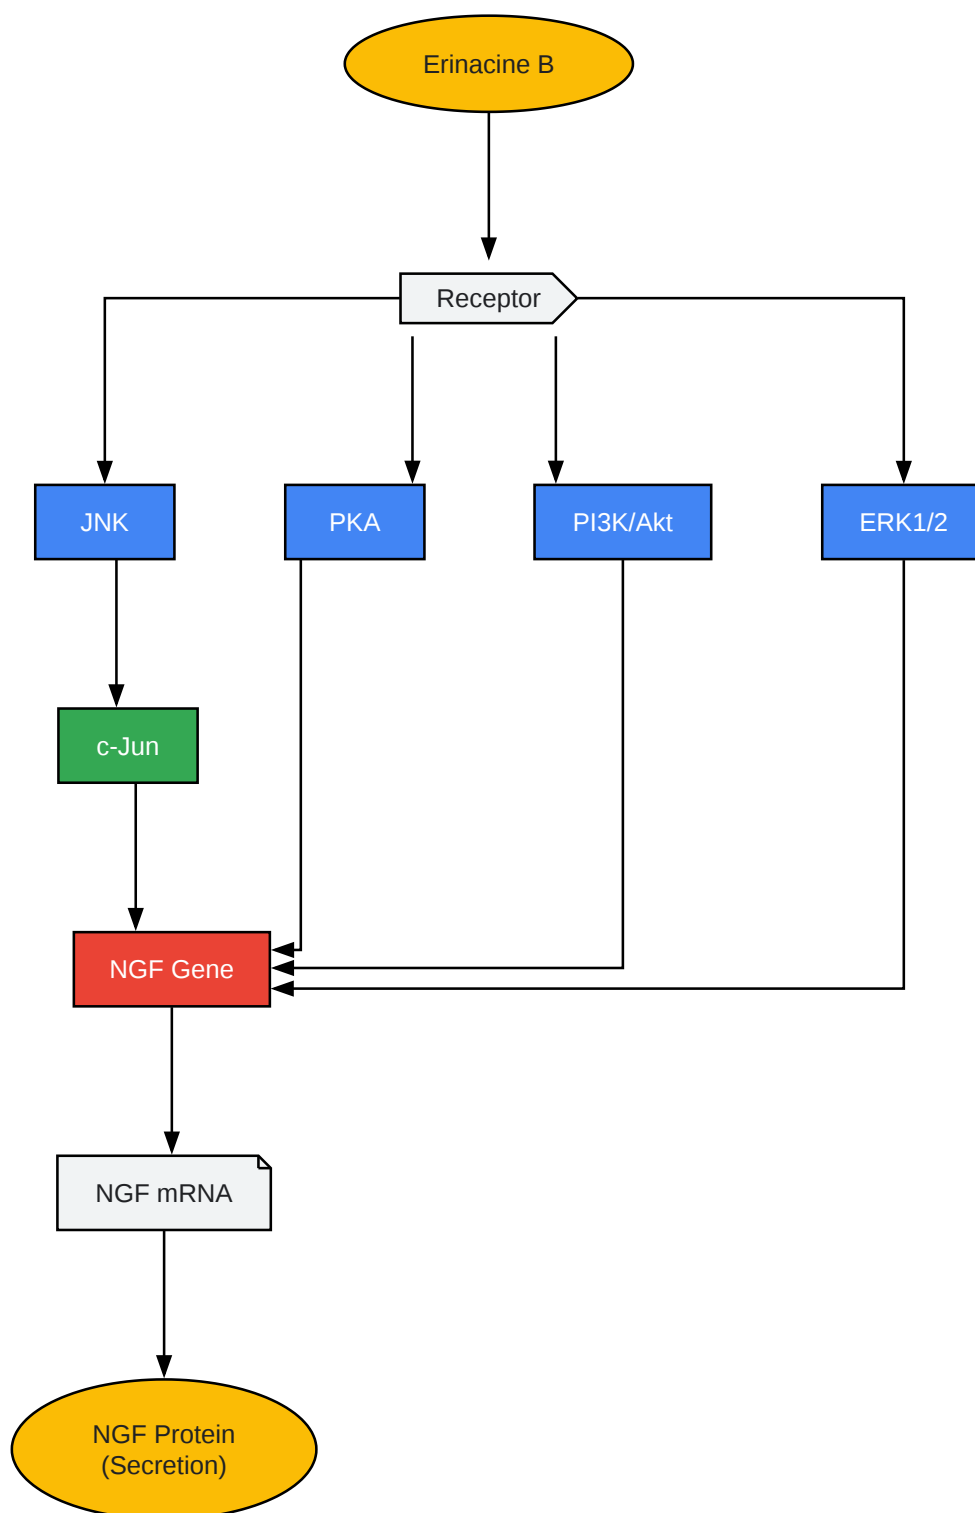 Erinacine B
Receptor
JNK
PKA
PI3K/Akt
ERK1/2
c-Jun
NGF Gene
NGF mRNA
NGF Protein
(Secretion)